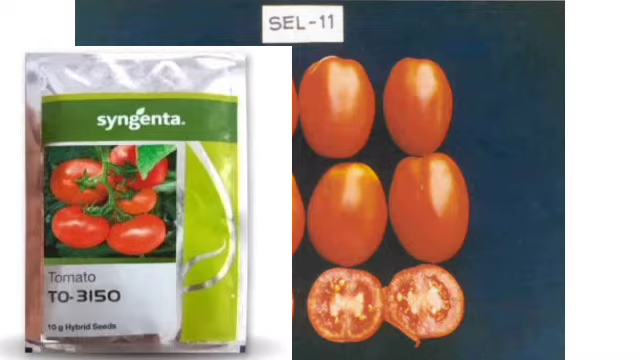 SEL-11
syngenta.
Tomato
TO-3150
10 g Hybrid Seeds